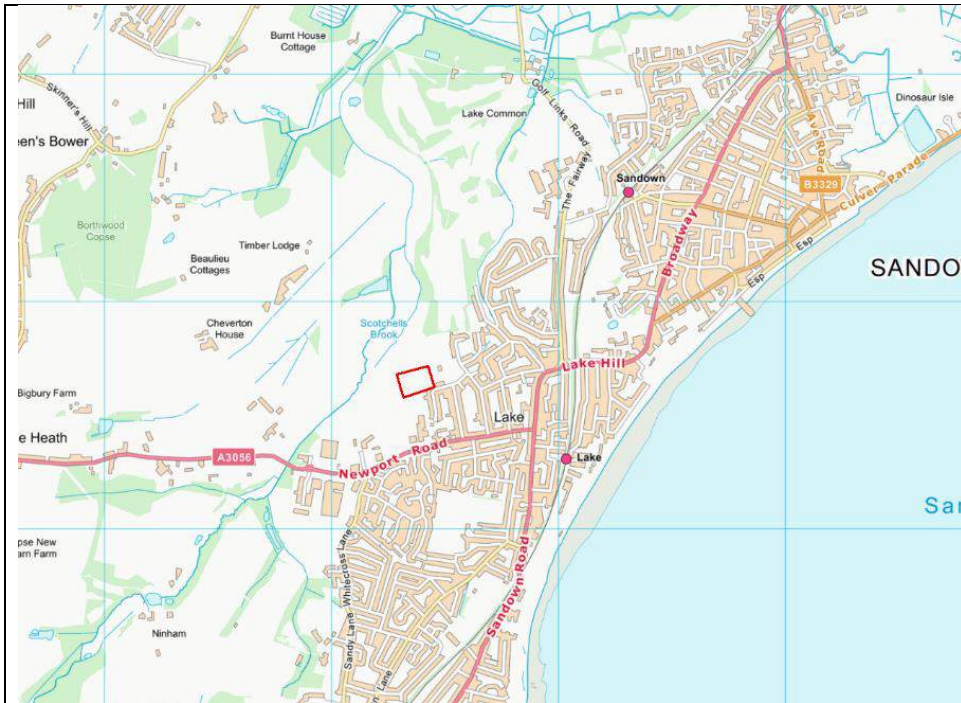 Burnt House
Cottage
Skinner's Hill
Hill
en's Bower
Golf Links Road
Lake Common
Dinosaur Isle
The Fairway
Sandown
Av Road
B3329
Culver Parade
Borthwood
Copse
Timber Lodge
Beaulieu
Cottages
Broadway
Esp
Esp
SANDO
Cheverton
House
Scotchells
Brook
Lake Hill
Bigbury Farm
Lake
e Heath
Newport Road
A3056
Lake
San
pse New
arn Farm
Whitecross Lane
Sandy Lane
Sandown Road
Ninham
n Lane